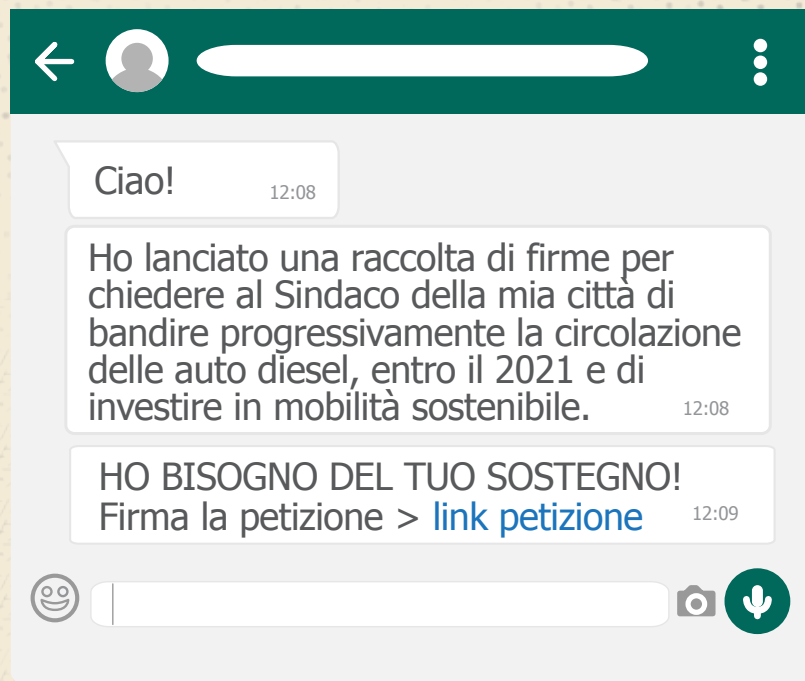 Ciao!
12:08
Ho lanciato una raccolta di firme per
chiedere al Sindaco della mia città di
bandire progressivamente la circolazione
delle auto diesel, entro il 2021 e di
investire in mobilità sostenibile. 12:08
HO BISOGNO DEL TUO SOSTEGNO!
Firma la petizione > link petizione 12:09